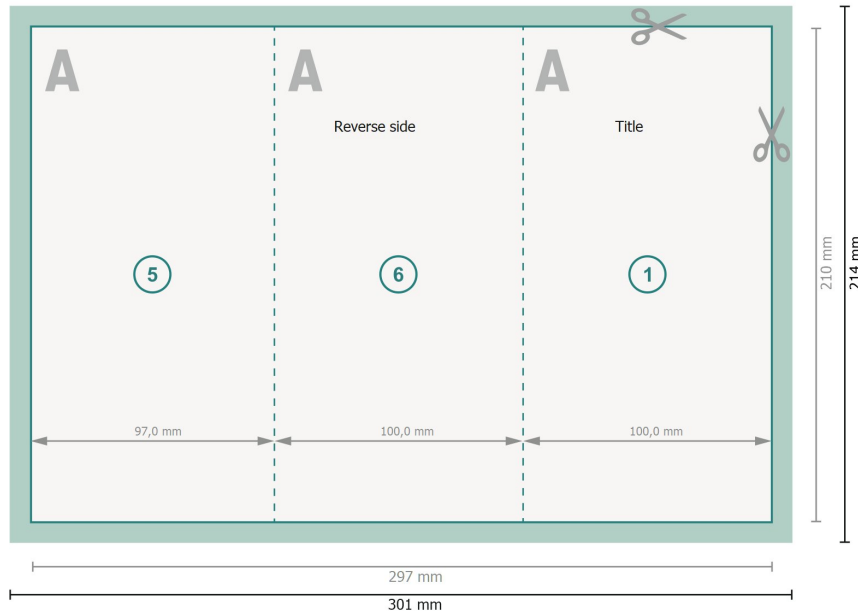 A
A
A
Reverse side
Title
5
6
1
97,0 mm
100,0 mm
100,0 mm
210 mm
214 mm
297 mm
301 mm